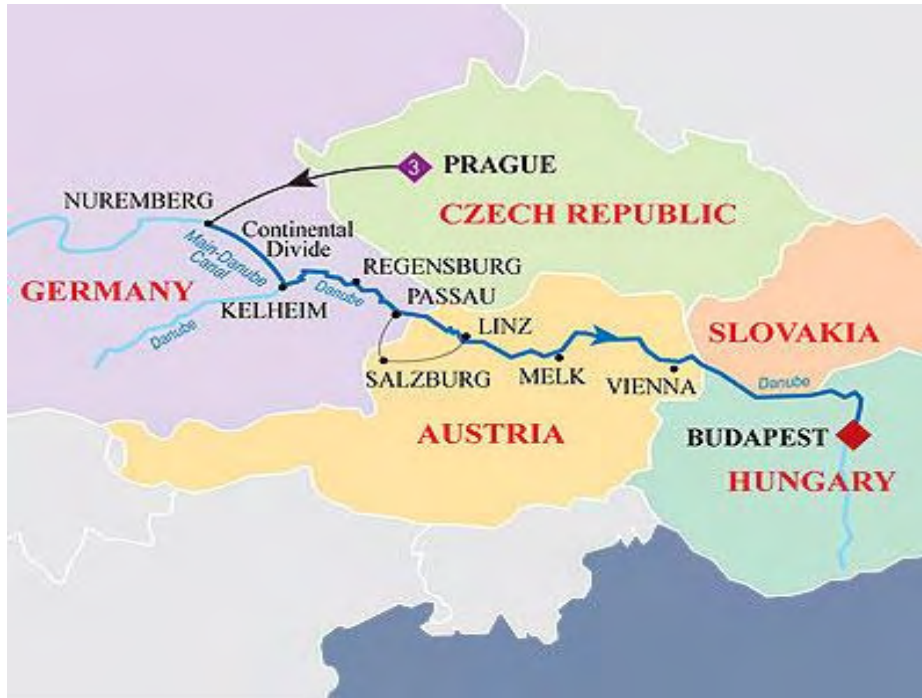 3
PRAGUE
CZECH REPUBLIC
NUREMBERG
Continental
Divide
Main-Danube
Canal
GERMANY
REGENSBURG
Danube
KELHEIM
PASSAU
Danube
LINZ
SLOVAKIA
SALZBURG
MELK
VIENNA
Danube
AUSTRIA
BUDAPEST
HUNGARY